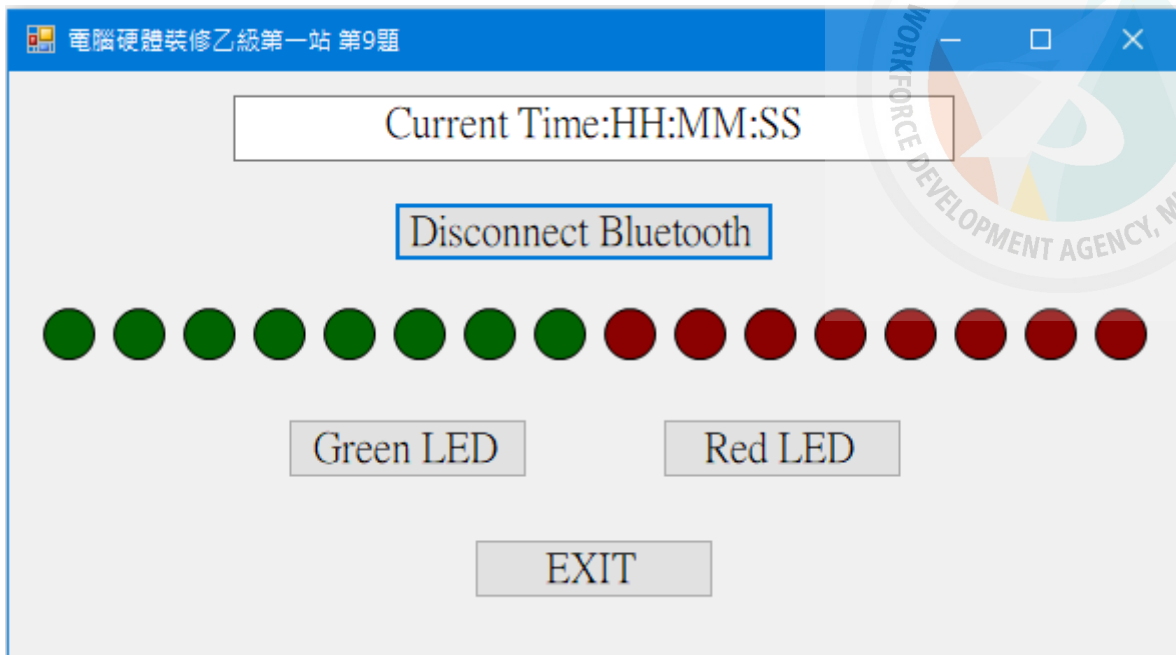 電腦硬體裝修乙級第一站 第9題
Current Time:HH:MM:SS
WORKFORCE DEVELOPMENT AGENCY,
Disconnect Bluetooth
Green LED
Red LED
EXIT